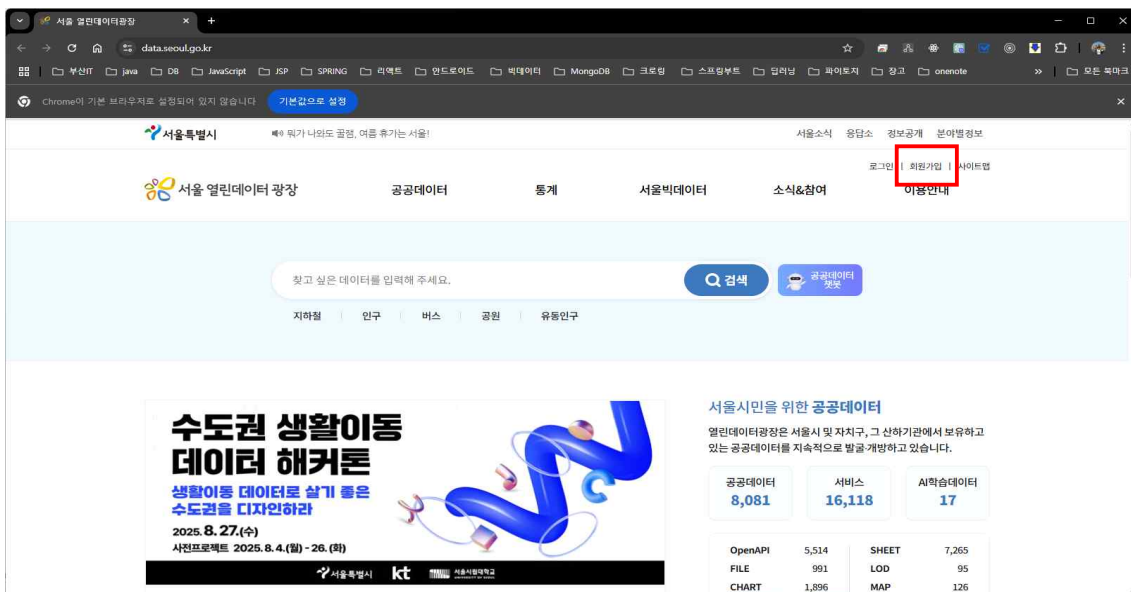 서울 열린데이터광장
data.seoul.go.kr
부산IT java DB JavaScript JSP SPRING 리액트 안드로이드 빅데이터 MongoDB 크로링 스프링부트 딥러닝 파이토치 장고 onenote » 모든 북마크
Chrome이 기본 브라우저로 설정되어 있지 않습니다 기본값으로 설정
서울특별시 뭐가 나와도 꿀잼, 여름 휴가는 서울! 서울소식 응답소 정보공개 분야별정보
로그인 | 회원가입 | 사이트맵
서울 열린데이터 광장 공공데이터 통계 서울빅데이터 소식&참여 이용안내
찾고 싶은 데이터를 입력해 주세요. 검색 공공데이터
챗봇
지하철 인구 버스 공원 유동인구
수도권 생활이동
데이터 해커톤
생활이동 데이터로 살기 좋은
수도권을 디자인하라
2025. 8. 27.(수)
사전프로젝트 2025. 8. 4.(월) - 26. (화)
서울특별시 kt 서울시립대학교
UNIVERSITY OF SEOUL
서울시민을 위한 공공데이터
열린데이터광장은 서울시 및 자치구, 그 산하기관에서 보유하고
있는 공공데이터를 지속적으로 발굴·개방하고 있습니다.
공공데이터 서비스 AI학습데이터
8,081 16,118 17
OpenAPI 5,514 SHEET 7,265
FILE 991 LOD 95
CHART 1,896 MAP 126